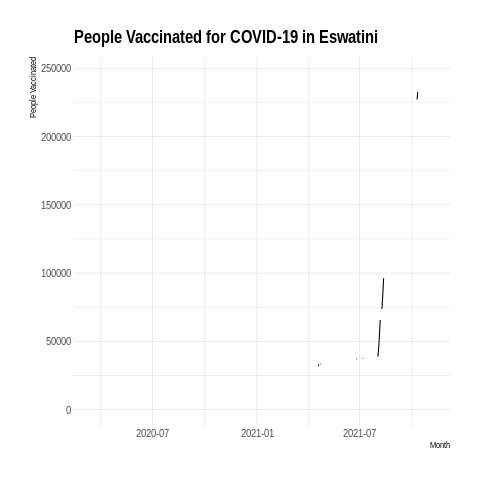 People Vaccinated for COVID-19 in Eswatini
People Vaccinated
250000
200000
150000
100000
50000
0
2020-07 2021-01 2021-07
Month